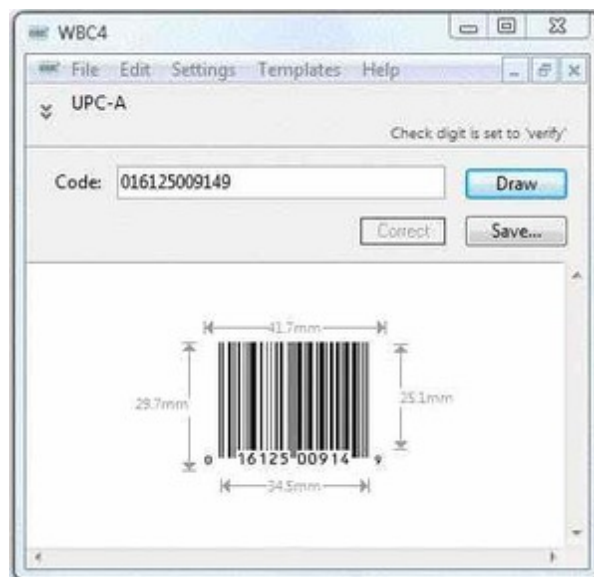 WBC4
File Edit Settings Templates Help
UPC-A
Check digit is set to 'verify'
Code: 016125009149 Draw
Correct Save...
41.7mm
29.7mm 25.1mm
0 16125 00914 9
34.5mm